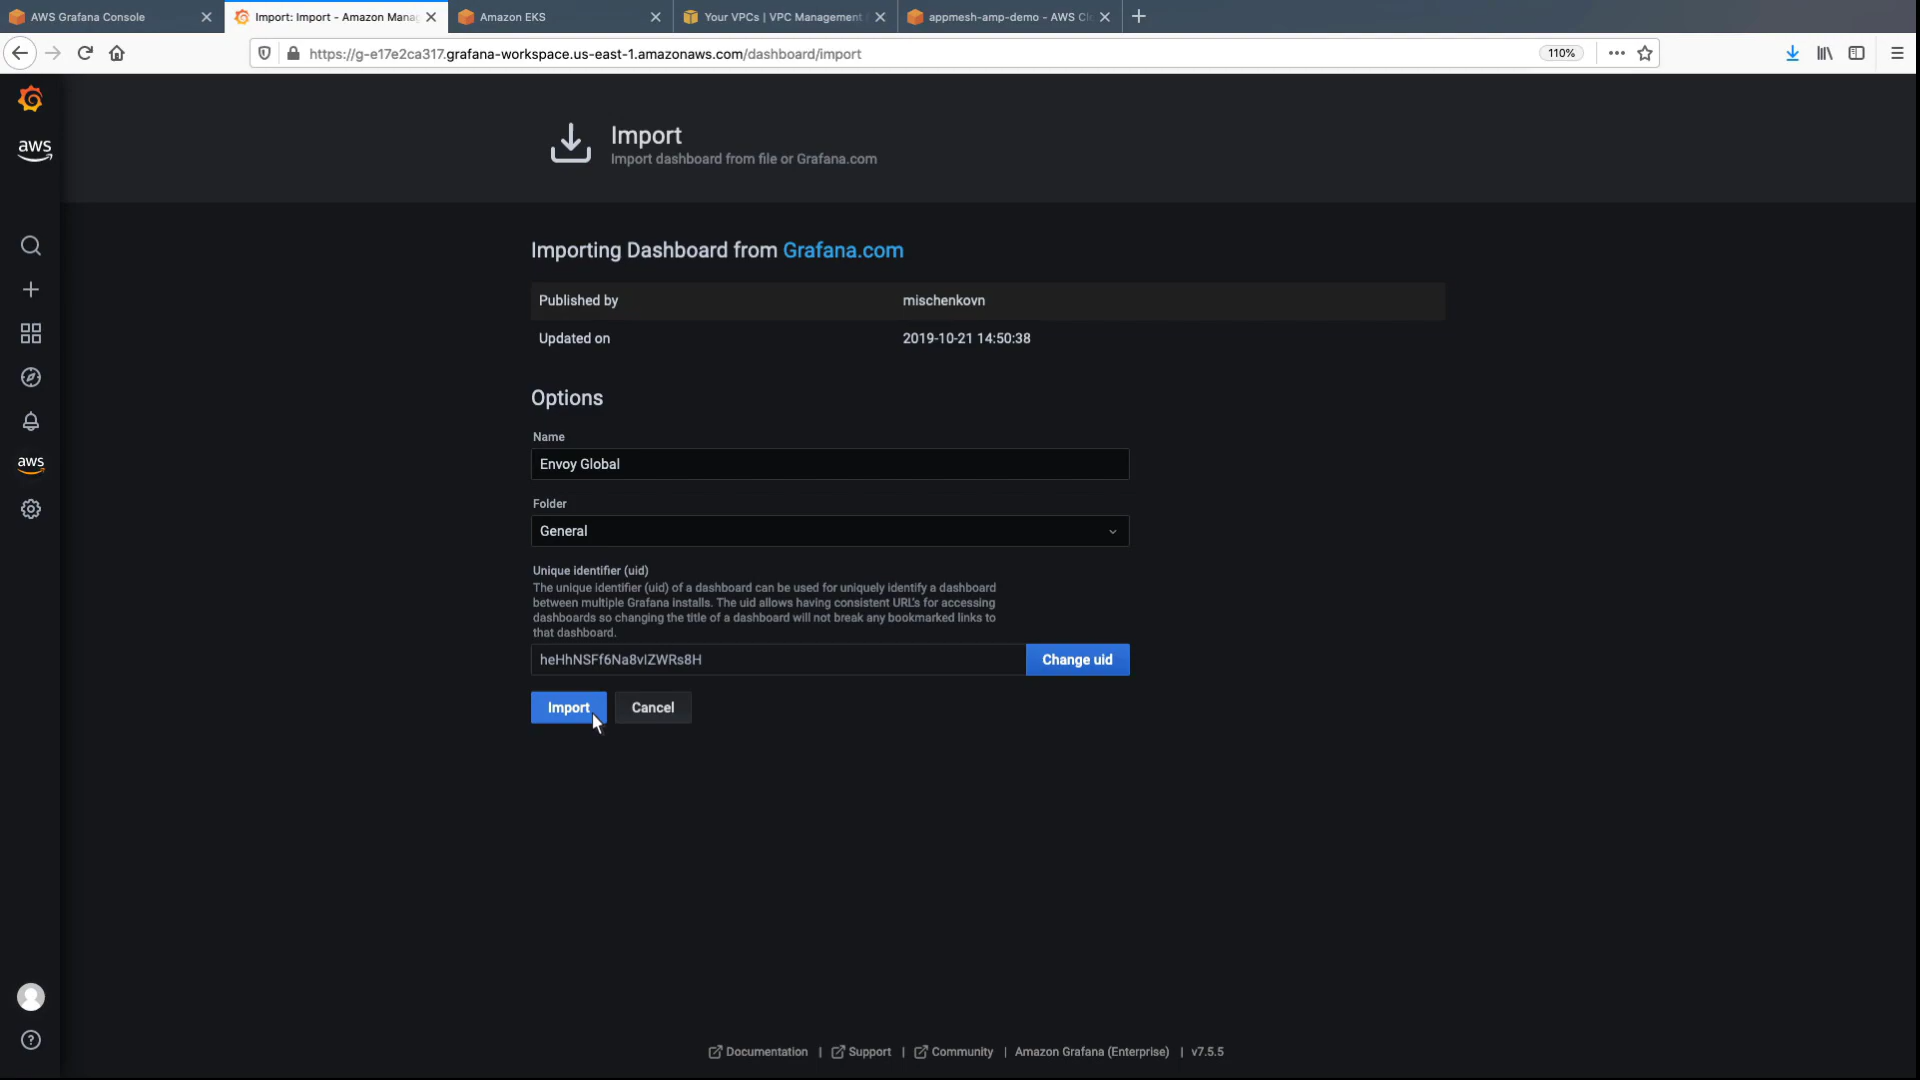 AWS Grafana Console
Import: Import - Amazon Mana
Amazon EKS
Your VPCs | VPC Management
appmesh-amp-demo - AWS Cl
https://g-e17e2ca317.grafana-workspace.us-east-1.amazonaws.com/dashboard/import
110%
aws
Import
Import dashboard from file or Grafana.com
Importing Dashboard from Grafana.com
Published by mischenkovn
Updated on 2019-10-21 14:50:38
Options
Name
Envoy Global
Folder
General
aws
Unique identifier (uid)
The unique identifier (uid) of a dashboard can be used for uniquely identify a dashboard
between multiple Grafana installs. The uid allows having consistent URL's for accessing
dashboards so changing the title of a dashboard will not break any bookmarked links to
that dashboard.
heHhNSFf6Na8vIZWRs8H
Change uid
Import
Cancel
Documentation | Support | Community | Amazon Grafana (Enterprise) | v7.5.5